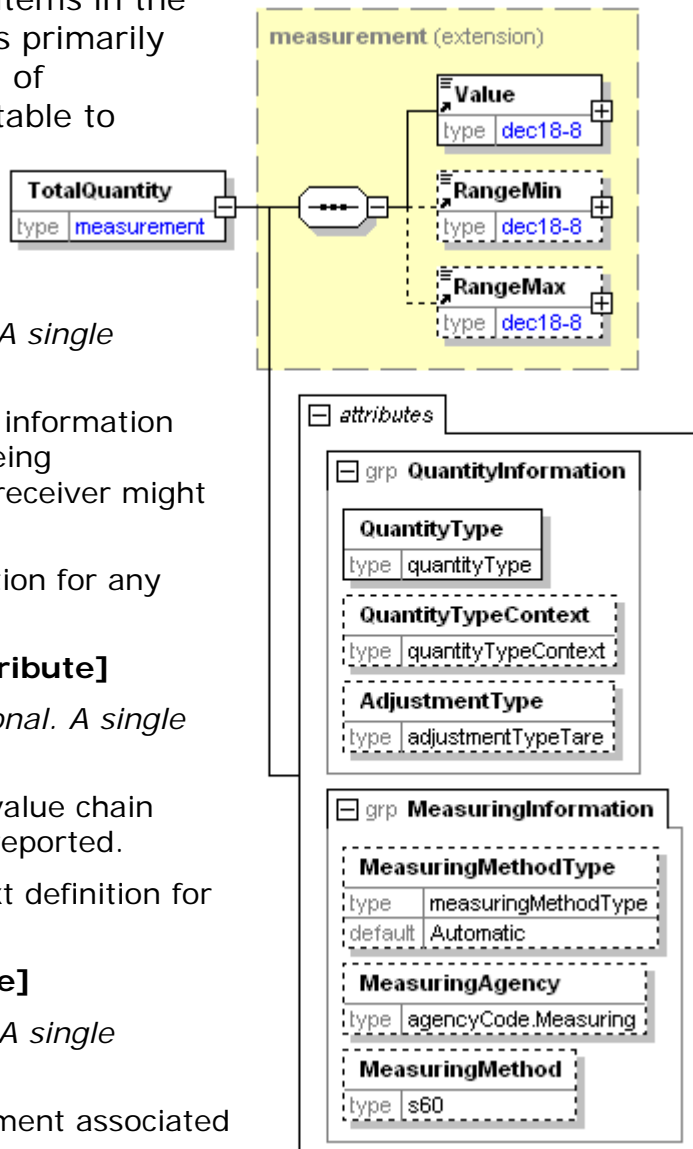 items in the
s primarily
of
table to
A single
information
eing
receiver might
tion for any
ribute]
onal. A single
value chain
reported.
xt definition for
e]
A single
ment associated
TotalQuantity
type measurement
measurement (extension)
Value
type dec18-8
RangeMin
type dec18-8
RangeMax
type dec18-8
attributes
grp QuantityInformation
QuantityType
type quantityType
QuantityTypeContext
type quantityTypeContext
AdjustmentType
type adjustmentTypeTare
grp MeasuringInformation
MeasuringMethodType
type measuringMethodType
default Automatic
MeasuringAgency
type agencyCode.Measuring
MeasuringMethod
type s60